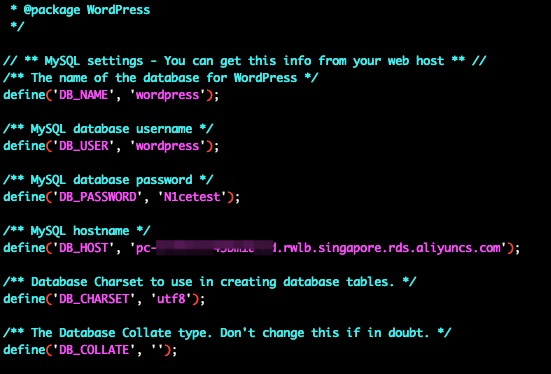 * @package WordPress
*/
// ** MySQL settings - You can get this info from your web host ** //
/** The name of the database for WordPress */
define('DB_NAME', 'wordpress');
/** MySQL database username */
define('DB_USER', 'wordpress');
/** MySQL database password */
define('DB_PASSWORD', 'N1cetest');
/** MySQL hostname */
define('DB_HOST', 'pc- d.rwlb.singapore.rds.aliyuncs.com');
/** Database Charset to use in creating database tables. */
define('DB_CHARSET', 'utf8');
/** The Database Collate type. Don't change this if in doubt. */
define('DB_COLLATE', '');